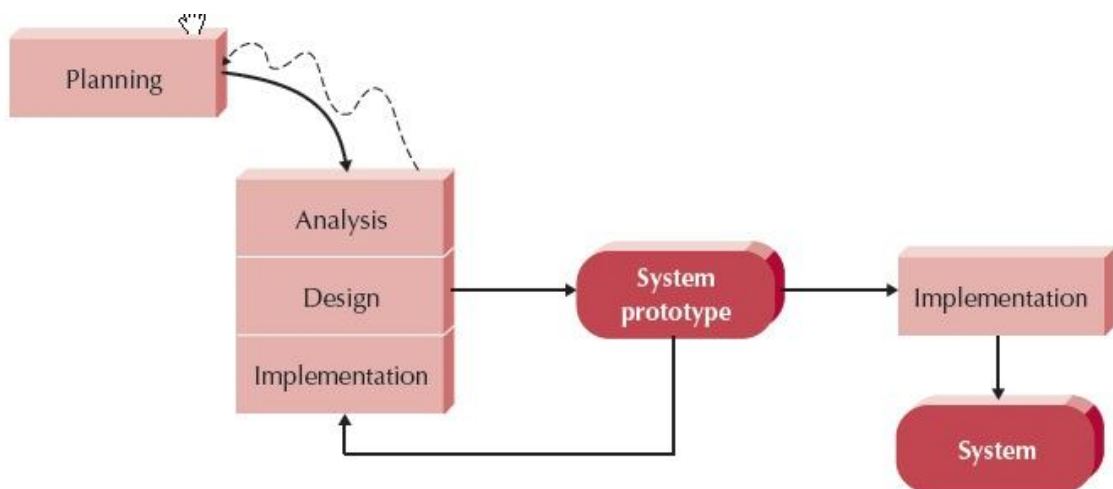 Planning
Analysis
Design
Implementation
System
prototype
Implementation
System